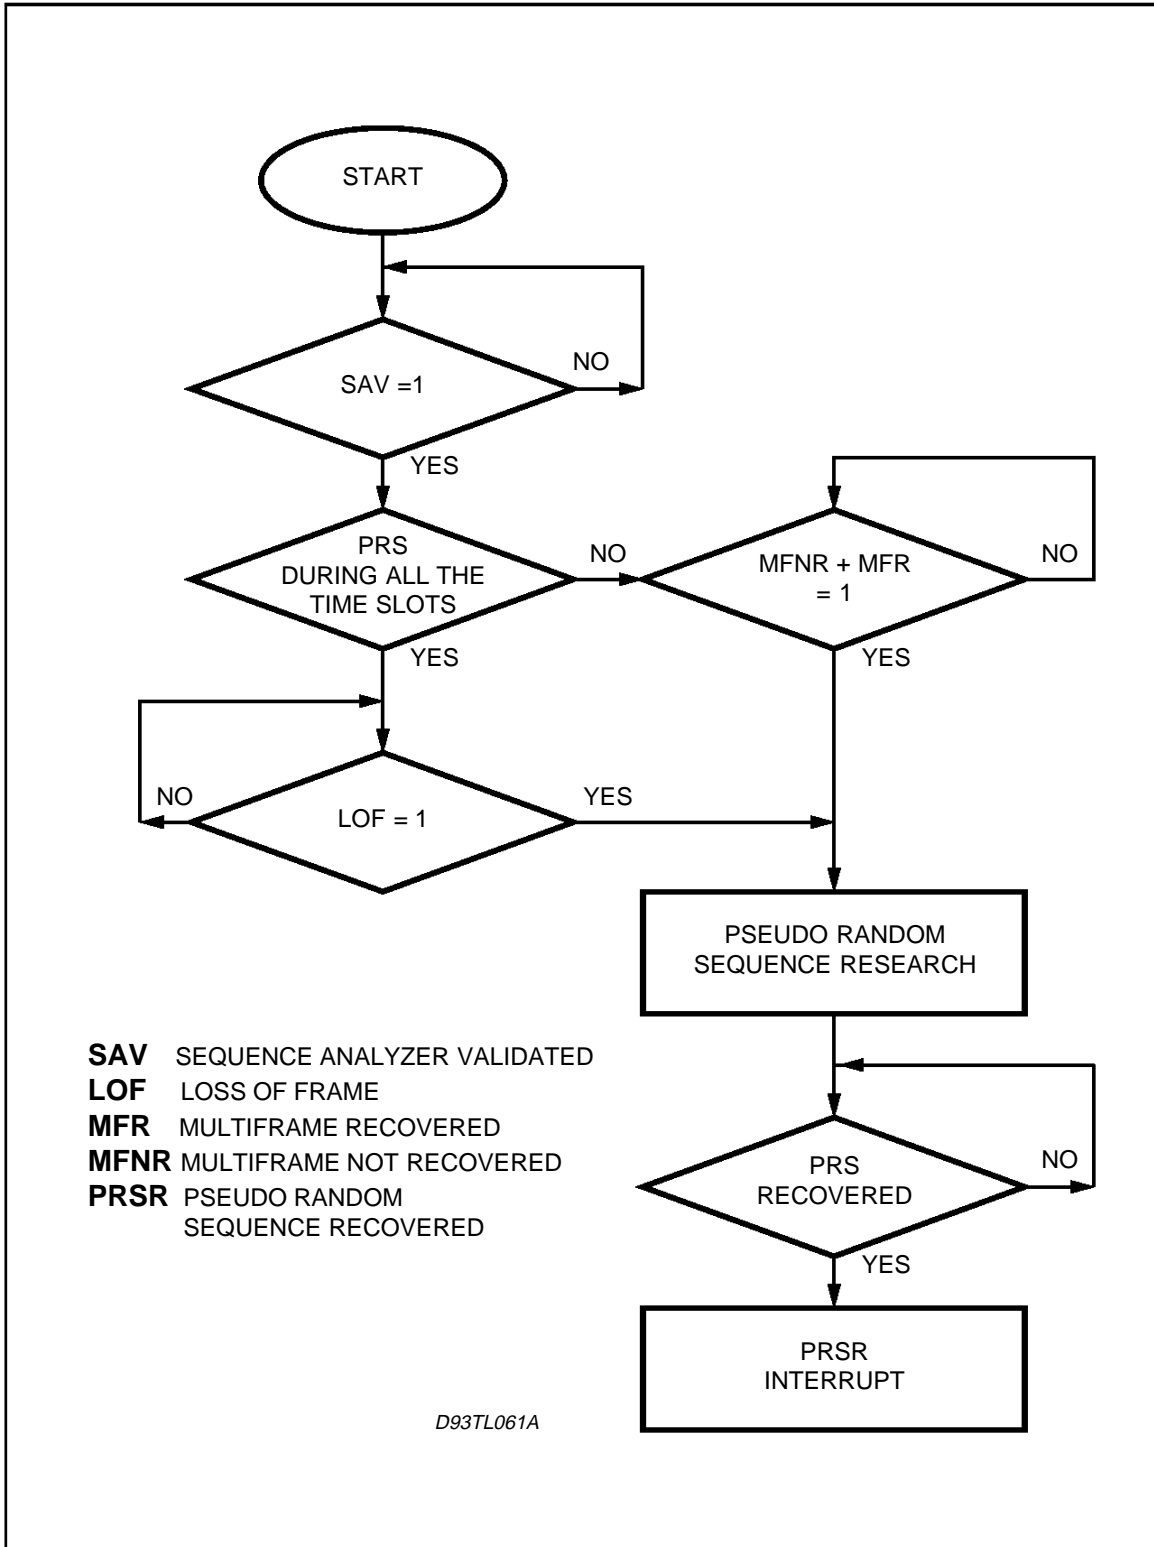 START
NO
SAV =1
YES
PRS
DURING ALL THE
TIME SLOTS
NO
MFNR + MFR
= 1
NO
YES
YES
NO
LOF = 1
YES
PSEUDO RANDOM
SEQUENCE RESEARCH
SAV SEQUENCE ANALYZER VALIDATED
LOF LOSS OF FRAME
MFR MULTIFRAME RECOVERED
MFNR MULTIFRAME NOT RECOVERED
PRSR PSEUDO RANDOM
SEQUENCE RECOVERED
PRS
RECOVERED
NO
YES
PRSR
INTERRUPT
D93TL061A